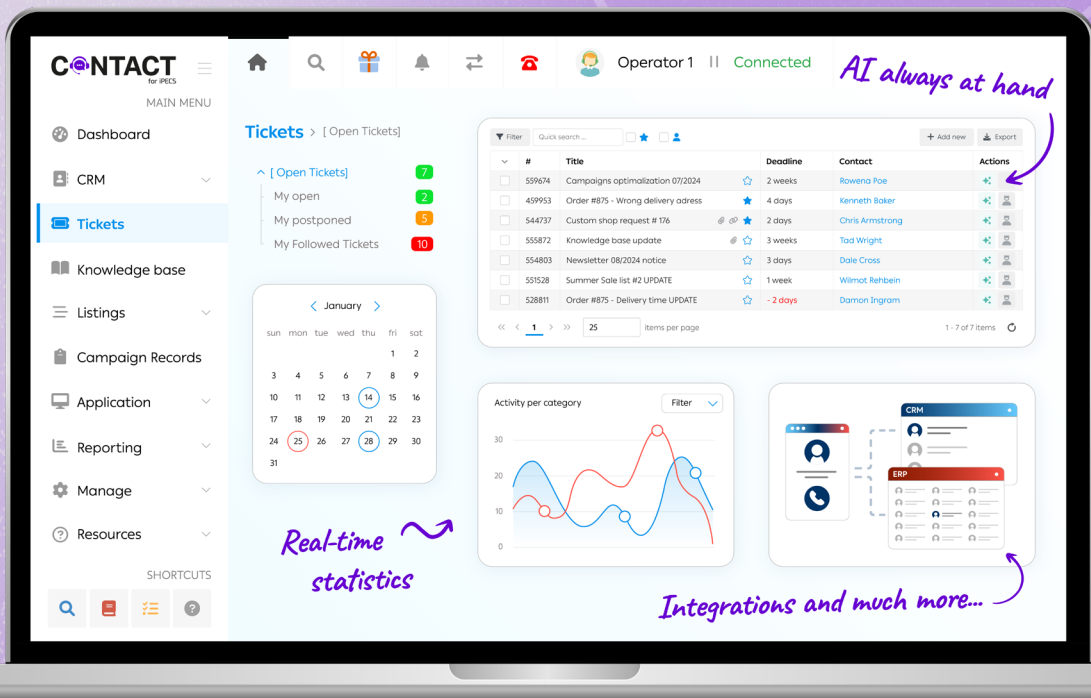 CONTACT
for iPECS
MAIN MENU
Dashboard
CRM
Tickets
Knowledge base
Listings
Campaign Records
Application
Reporting
Manage
Resources
SHORTCUTS
Operator 1 Connected
AI always at hand
Tickets > [ Open Tickets]
[ Open Tickets] 7
My open 2
My postponed 5
My Followed Tickets 10
January
sun mon tue wed thu fri sat
1 2
3 4 5 6 7 8 9
10 11 12 13 14 15 16
17 18 19 20 21 22 23
24 25 26 27 28 29 30
31
Filter Quick search ... + Add new Export
# Title Deadline Contact Actions
559674 Campaigns optimalization 07/2024 2 weeks Rowena Poe
459953 Order #875 - Wrong delivery adress 4 days Kenneth Baker
544737 Custom shop request # 176 2 days Chris Armstrong
555872 Knowledge base update 3 weeks Tad Wright
554803 Newsletter 08/2024 notice 3 days Dale Cross
551528 Summer Sale list #2 UPDATE 1 week Wilmot Rehbein
528811 Order #875 - Delivery time UPDATE - 2 days Damon Ingram
<< < 1 > >> 25 items per page 1 - 7 of 7 items
Activity per category Filter
30
20
10
0
CRM
ERP
Real-time
statistics
Integrations and much more...